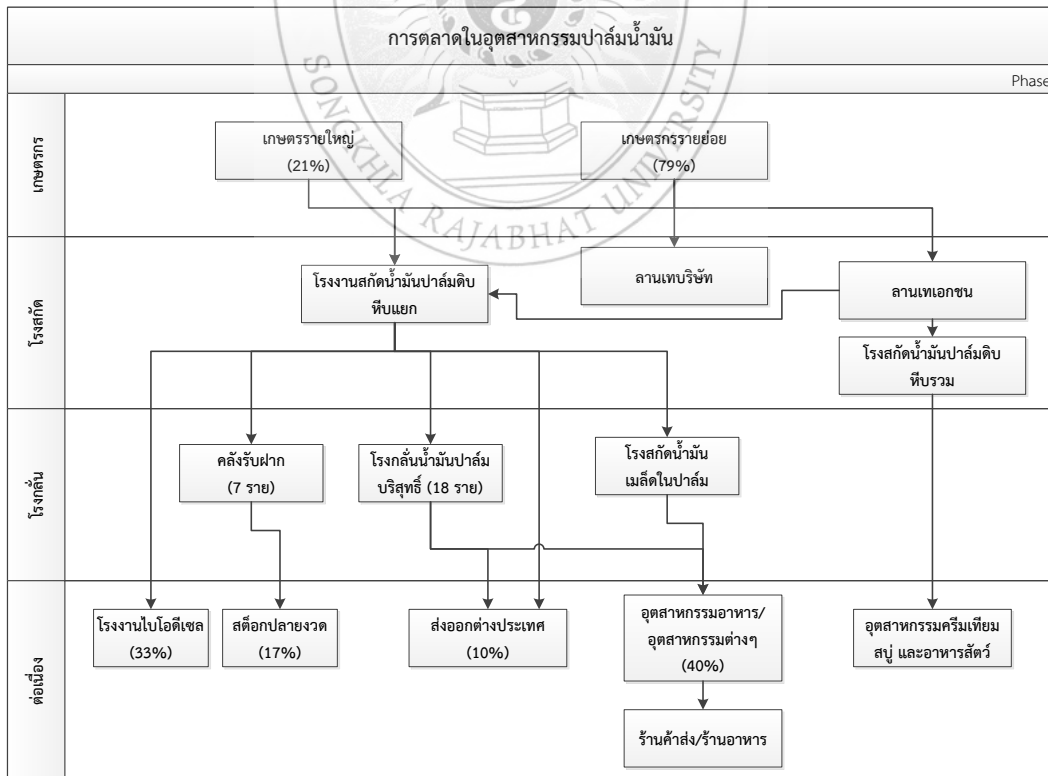 การตลาดในอุตสาหกรรมปาล์มน้ำมัน
Phase
SONGKHLA RAJABHAT UNIVERSITY
เกษตรกร
เกษตรรายใหญ่
(21%)
เกษตรกรรายย่อย
(79%)
โรงสกัด
โรงงานสกัดน้ำมันปาล์มดิบ
หีบแยก
ลานเทบริษัท
ลานเทเอกชน
โรงสกัดน้ำมันปาล์มดิบ
หีบรวม
โรงกลั่น
คลังรับฝาก
(7 ราย)
โรงกลั่นน้ำมันปาล์ม
บริสุทธิ์ (18 ราย)
โรงสกัดน้ำมัน
เมล็ดในปาล์ม
ต่อเนื่อง
โรงงานไบโอดีเซล
(33%)
สต็อกปลายงวด
(17%)
ส่งออกต่างประเทศ
(10%)
อุตสาหกรรมอาหาร/
อุตสาหกรรมต่างๆ
(40%)
อุตสาหกรรมครีมเทียม
สบู่ และอาหารสัตว์
ร้านค้าส่ง/ร้านอาหาร